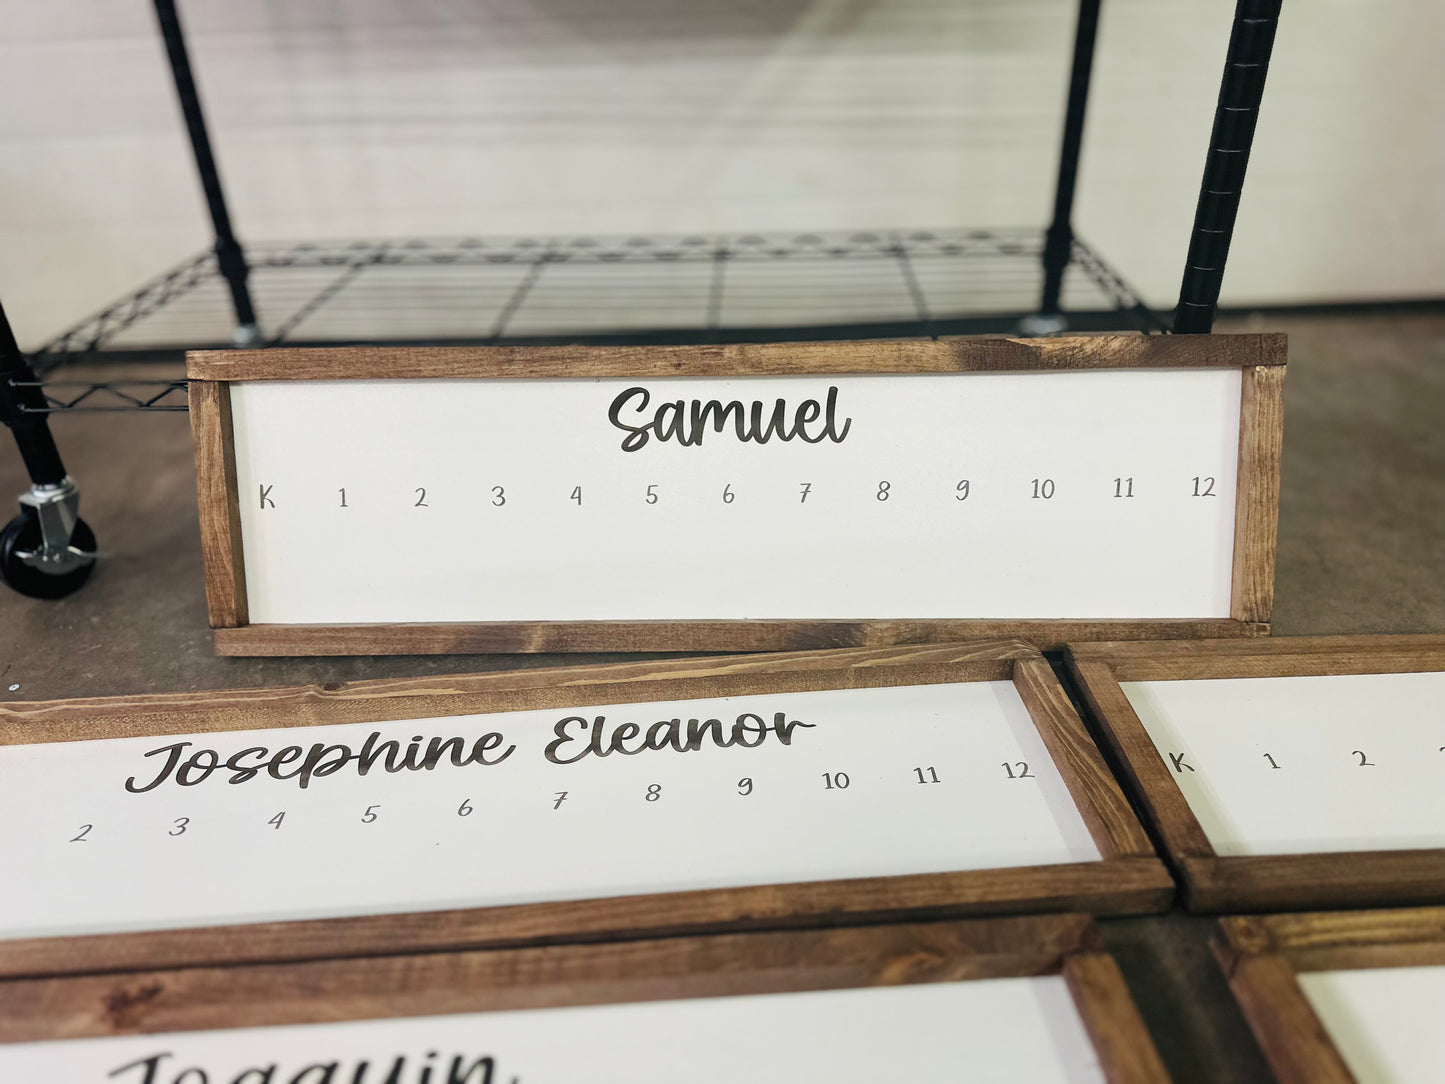 Samuel
K 1 2 3 4 5 6 7 8 9 10 11 12
Josephine Eleanor
2 3 4 5 6 7 8 9 10 11 12
K 1 2
Joaquin